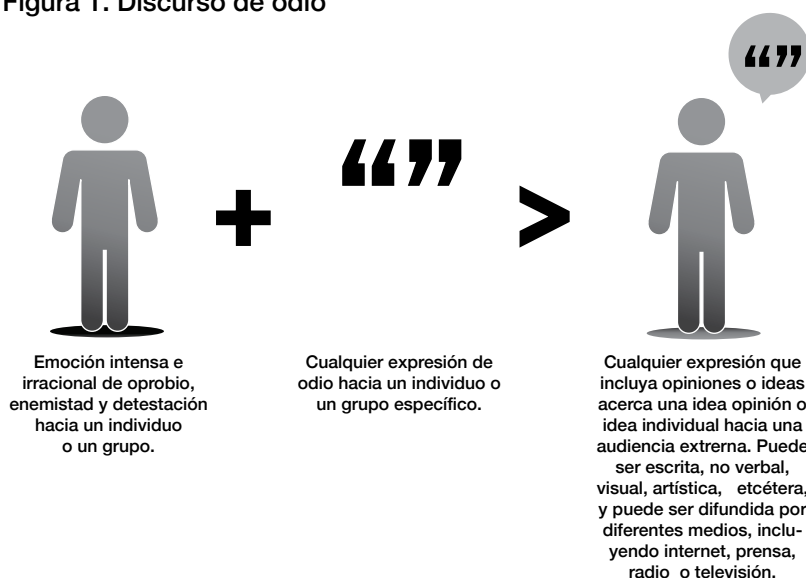 Figura 1. Discurso de odio
“”
“”
+
>
Emoción intensa e
irracional de oprobio,
enemistad y detestación
hacia un individuo
o un grupo.
Cualquier expresión de
odio hacia un individuo o
un grupo específico.
Cualquier expresión que
incluya opiniones o ideas
acerca una idea opinión o
idea individual hacia una
audiencia extrerna. Puede
ser escrita, no verbal,
visual, artística, etcétera,
y puede ser difundida por
diferentes medios, inclu-
yendo internet, prensa,
radio o televisión.